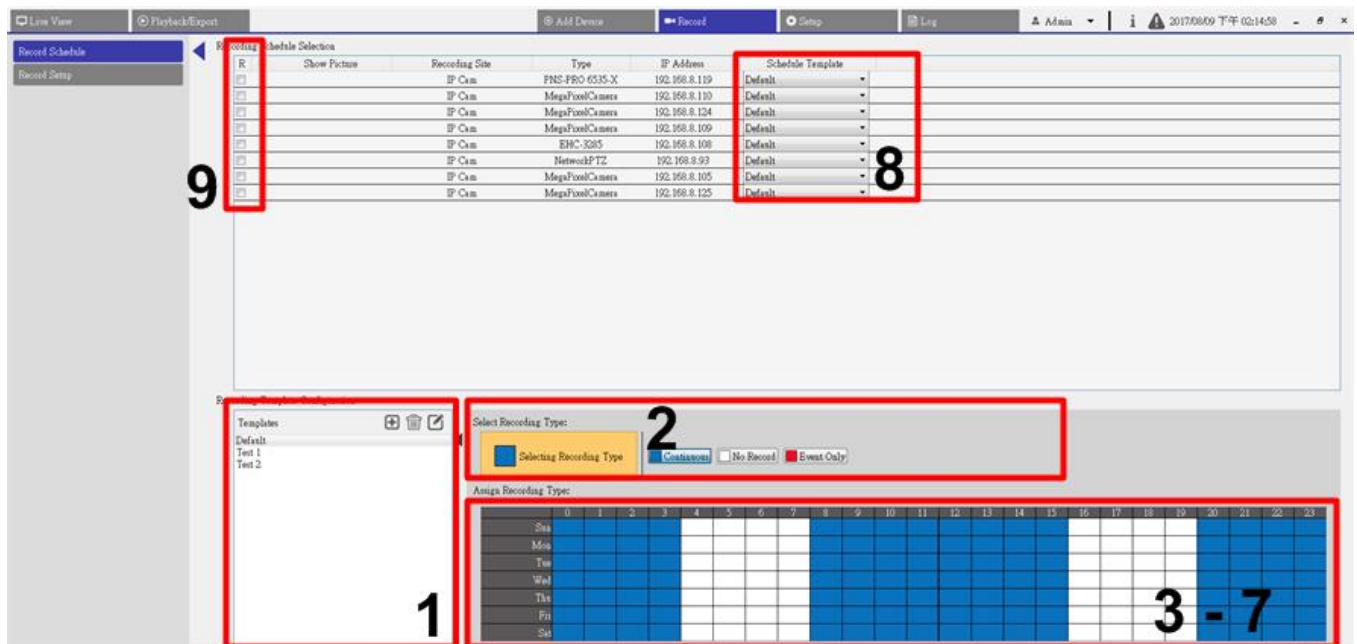 Live View Playback/Export Add Device Record Setup Log Admin i 2017/08/09 下午 02:14:58
Record Schedule
Record Setup
Recording Schedule Selection
R Show Picture Recording Site Type IP Address Schedule Template
IP Cam PNS-PRO 6535-X 192.168.8.119 Default
IP Cam MegaPixelCamera 192.168.8.110 Default
IP Cam MegaPixelCamera 192.168.8.124 Default
IP Cam MegaPixelCamera 192.168.8.109 Default
IP Cam EHC-3285 192.168.8.108 Default
IP Cam NetworkPTZ 192.168.8.93 Default
IP Cam MegaPixelCamera 192.168.8.105 Default
IP Cam MegaPixelCamera 192.168.8.125 Default
9
8
Recording Template Configuration
Templates
Default
Test 1
Test 2
1
Select Recording Type:
2
Selecting Recording Type Continuous No Record Event Only
Assign Recording Type:
0 1 2 3 4 5 6 7 8 9 10 11 12 13 14 15 16 17 18 19 20 21 22 23
Sun
Mon
Tue
Wed
Thu
Fri
Sat
3 - 7